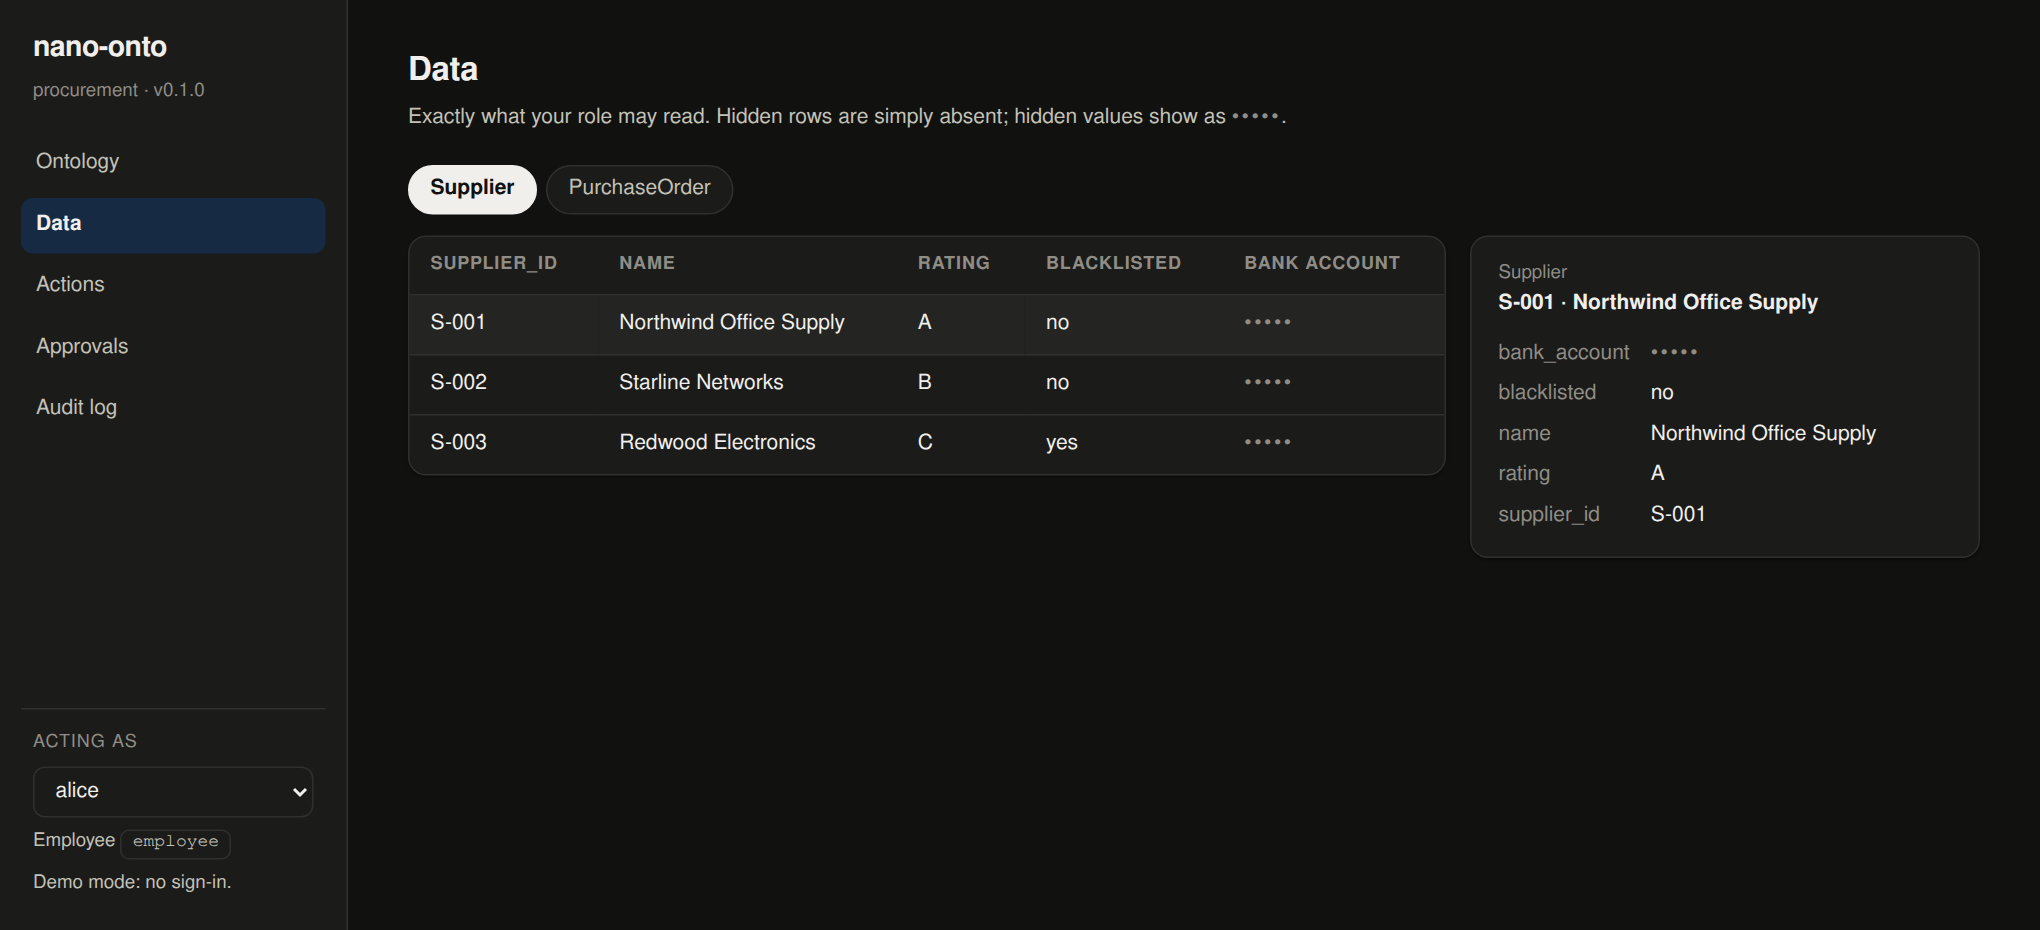 nano-onto
procurement · v0.1.0
Ontology
Data
Actions
Approvals
Audit log
ACTING AS
alice
Employee employee
Demo mode: no sign-in.
Data
Exactly what your role may read. Hidden rows are simply absent; hidden values show as •••••.
Supplier PurchaseOrder
SUPPLIER_ID NAME RATING BLACKLISTED BANK ACCOUNT
S-001 Northwind Office Supply A no •••••
S-002 Starline Networks B no •••••
S-003 Redwood Electronics C yes •••••
Supplier
S-001 · Northwind Office Supply
bank_account •••••
blacklisted no
name Northwind Office Supply
rating A
supplier_id S-001